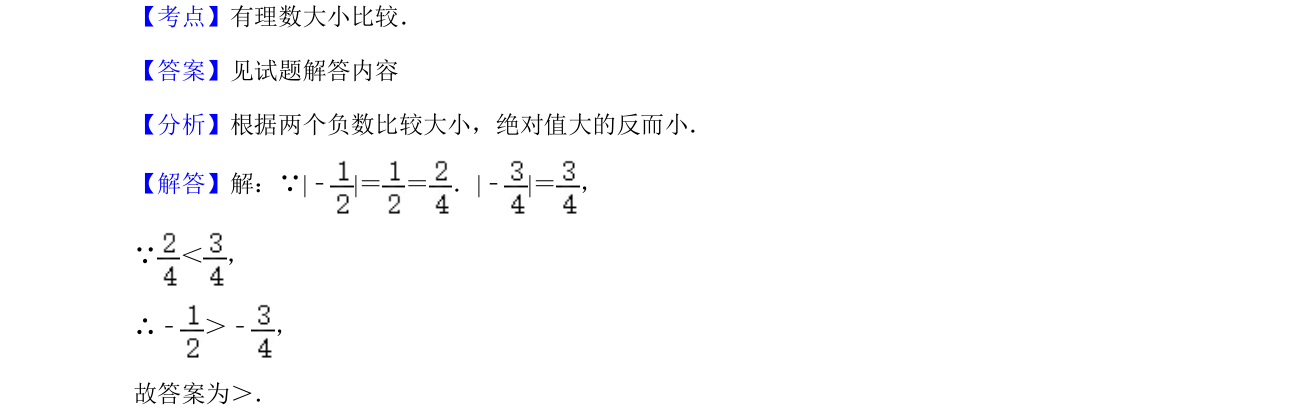 【考点】有理数大小比较．
【答案】见试题解答内容
【分析】根据两个负数比较大小，绝对值大的反而小．
【解答】解：∵|﹣1/2|＝1/2＝2/4．|﹣3/4|＝3/4，
∵2/4＜3/4，
∴﹣1/2＞﹣3/4，
故答案为＞．